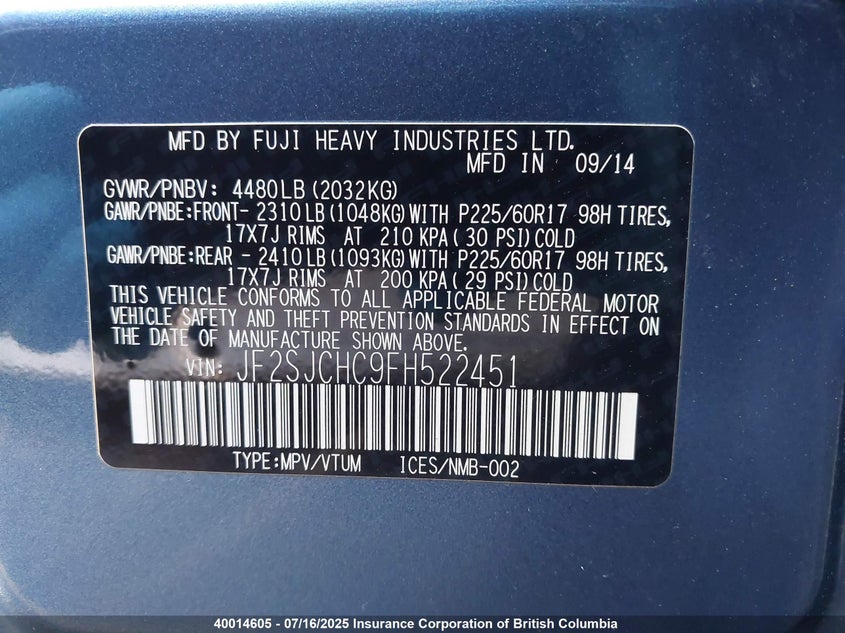 MFD BY FUJI HEAVY INDUSTRIES LTD.
MFD IN 09/14
GVWR/PNBV: 4480LB (2032KG)
GAWR/PNBE:FRONT- 2310 LB (1048KG) WITH P225/60R17 98H TIRES,
17X7J RIMS AT 210 KPA ( 30 PSI) COLD
GAWR/PNBE:REAR - 2410 LB (1093KG) WITH P225/60R17 98H TIRES,
17X7J RIMS AT 200 KPA ( 29 PSI) COLD
THIS VEHICLE CONFORMS TO ALL APPLICABLE FEDERAL MOTOR
VEHICLE SAFETY AND THEFT PREVENTION STANDARDS IN EFFECT ON
THE DATE OF MANUFACTURE SHOWN ABOVE.
VIN: JF2SJCHC9FH522451
TYPE:MPV/VTUM ICES/NMB-002
40014605 - 07/16/2025 Insurance Corporation of British Columbia